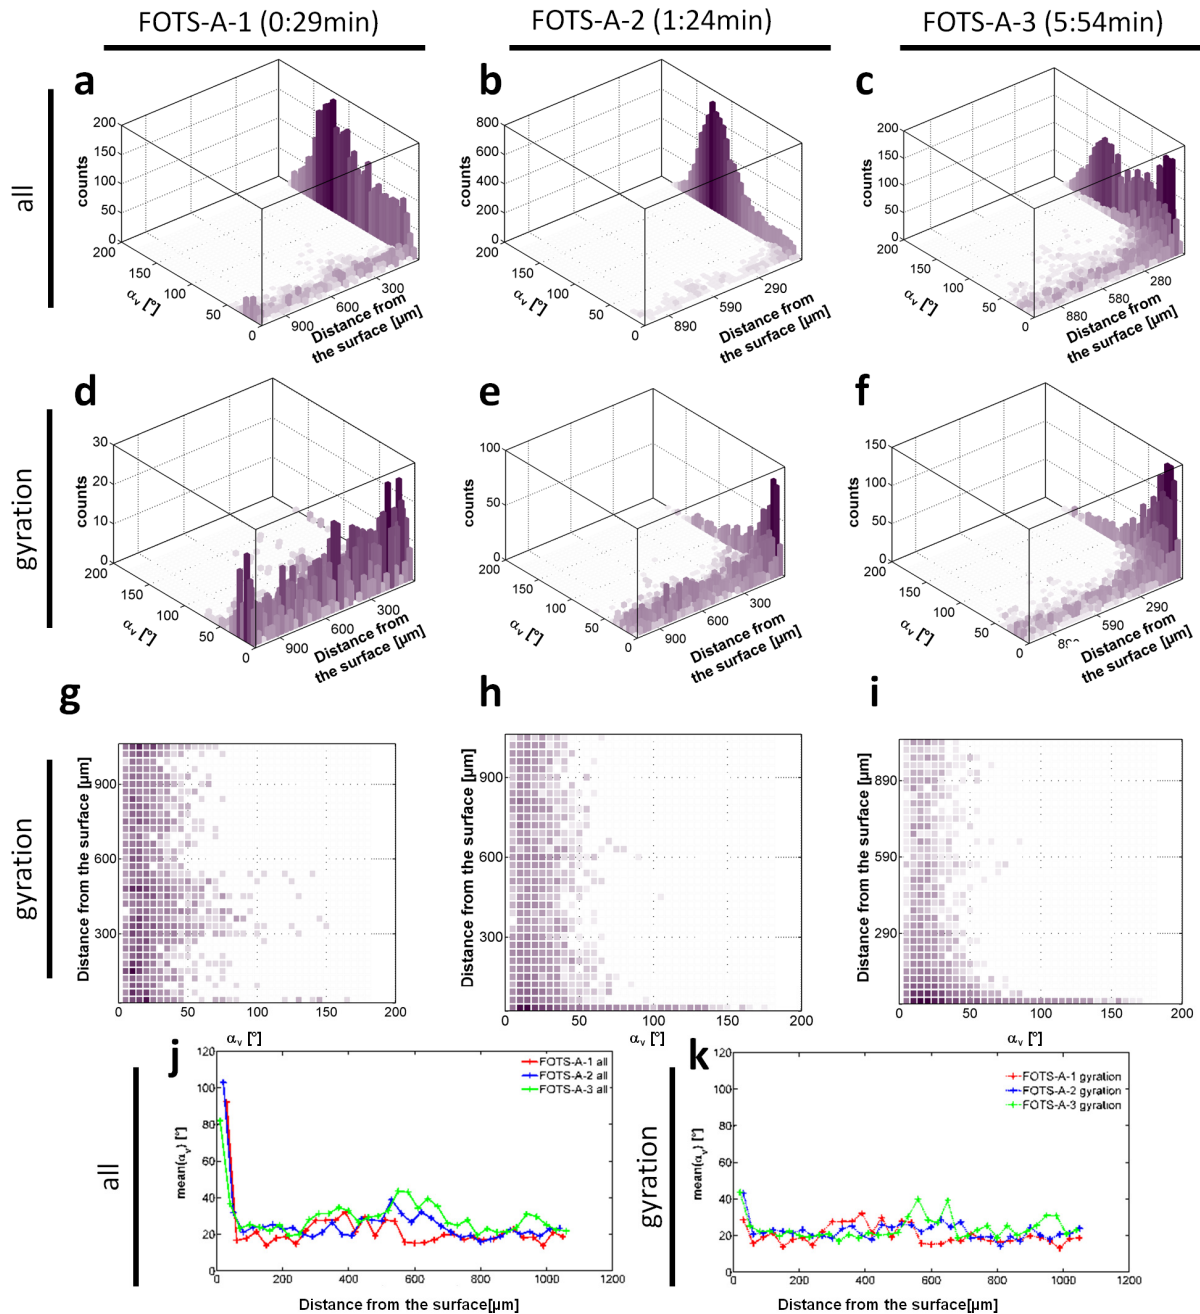 FOTS-A-1 (0:29min) FOTS-A-2 (1:24min) FOTS-A-3 (5:54min)
all
a
counts
200
150
100
50
0
200
150
100
50
0
αv [°]
900
600
300
Distance from
the surface [µm]
b
800
600
400
200
0
200
150
100
50
0
αv [°]
890
590
290
Distance from
the surface [µm]
c
counts
200
150
100
50
0
200
150
100
50
0
αv [°]
880
580
280
Distance from
the surface [µm]
gyration
d
counts
30
20
10
0
200
150
100
50
0
αv [°]
900
600
300
Distance from
the surface [µm]
e
counts
100
50
0
200
150
100
50
0
αv [°]
900
600
300
Distance from
the surface [µm]
f
counts
150
100
50
0
200
150
100
50
0
αv [°]
590
290
Distance from
the surface [µm]
gyration
g
Distance from the surface [µm]
900
600
300
0 50 100 150 200
αv [°]
h
Distance from the surface [µm]
900
600
300
0 50 100 150 200
αv [°]
i
Distance from the surface [µm]
890
590
290
0 50 100 150 200
αv [°]
all
j
mean(αv) [°]
120
100
80
60
40
20
0
0 200 400 600 800 1000 1200
FOTS-A-1 all
FOTS-A-2 all
FOTS-A-3 all
Distance from the surface[µm]
gyration
k
mean(αv) [°]
120
100
80
60
40
20
0
0 200 400 600 800 1000 1200
FOTS-A-1 gyration
FOTS-A-2 gyration
FOTS-A-3 gyration
Distance from the surface[µm]